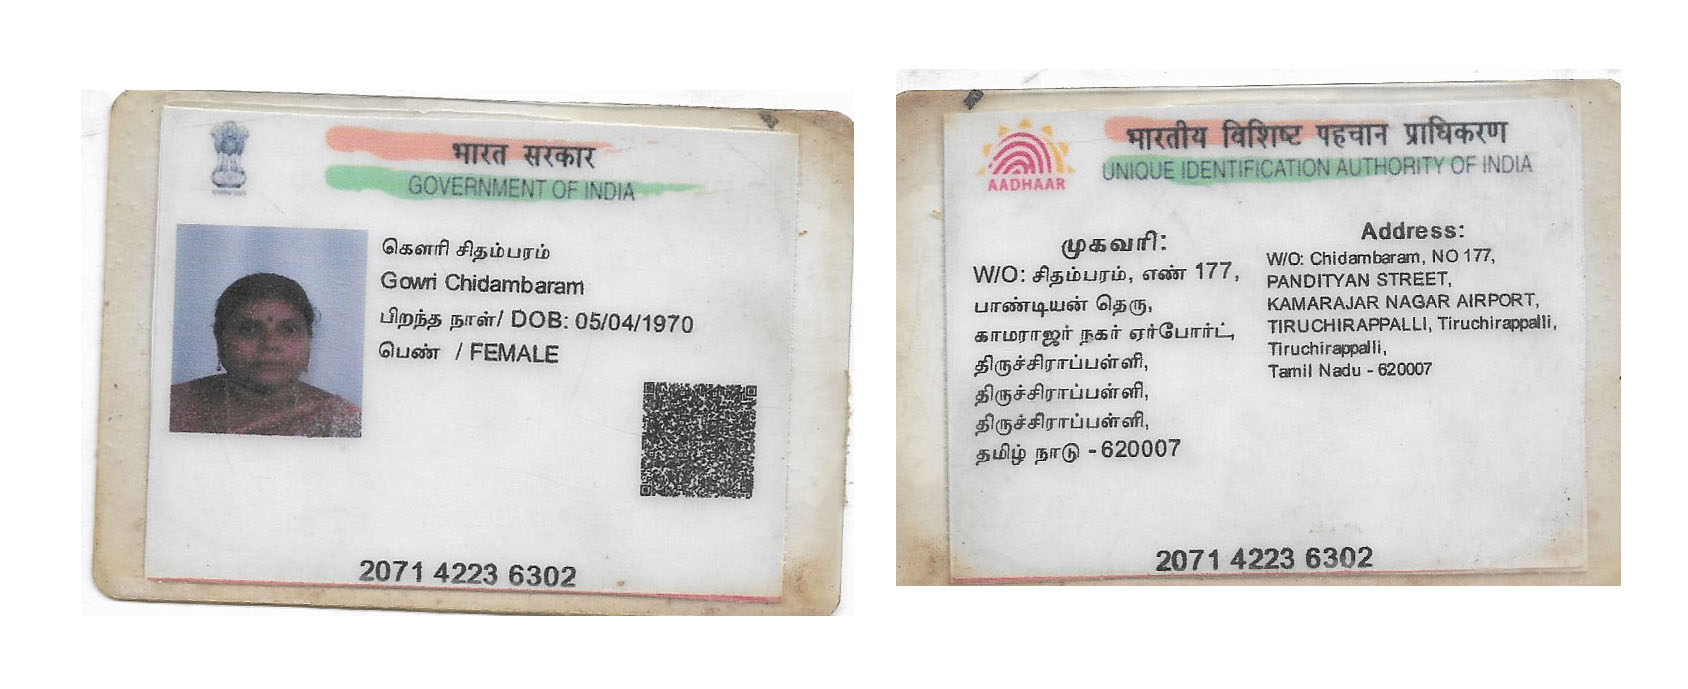 भारत सरकार
GOVERNMENT OF INDIA
கௌரி சிதம்பரம்
Gowri Chidambaram
பிறந்த நாள்/ DOB: 05/04/1970
பெண் / FEMALE
2071 4223 6302
भारतीय विशिष्ट पहचान प्राधिकरण
UNIQUE IDENTIFICATION AUTHORITY OF INDIA
AADHAAR
முகவரி:
W/O: சிதம்பரம், எண் 177,
பாண்டியன் தெரு,
காமராஜர் நகர் ஏர்போர்ட்,
திருச்சிராப்பள்ளி,
திருச்சிராப்பள்ளி,
திருச்சிராப்பள்ளி,
தமிழ் நாடு - 620007
Address:
W/O: Chidambaram, NO 177,
PANDITYAN STREET,
KAMARAJAR NAGAR AIRPORT,
TIRUCHIRAPPALLI, Tiruchirappalli,
Tiruchirappalli,
Tamil Nadu - 620007
2071 4223 6302